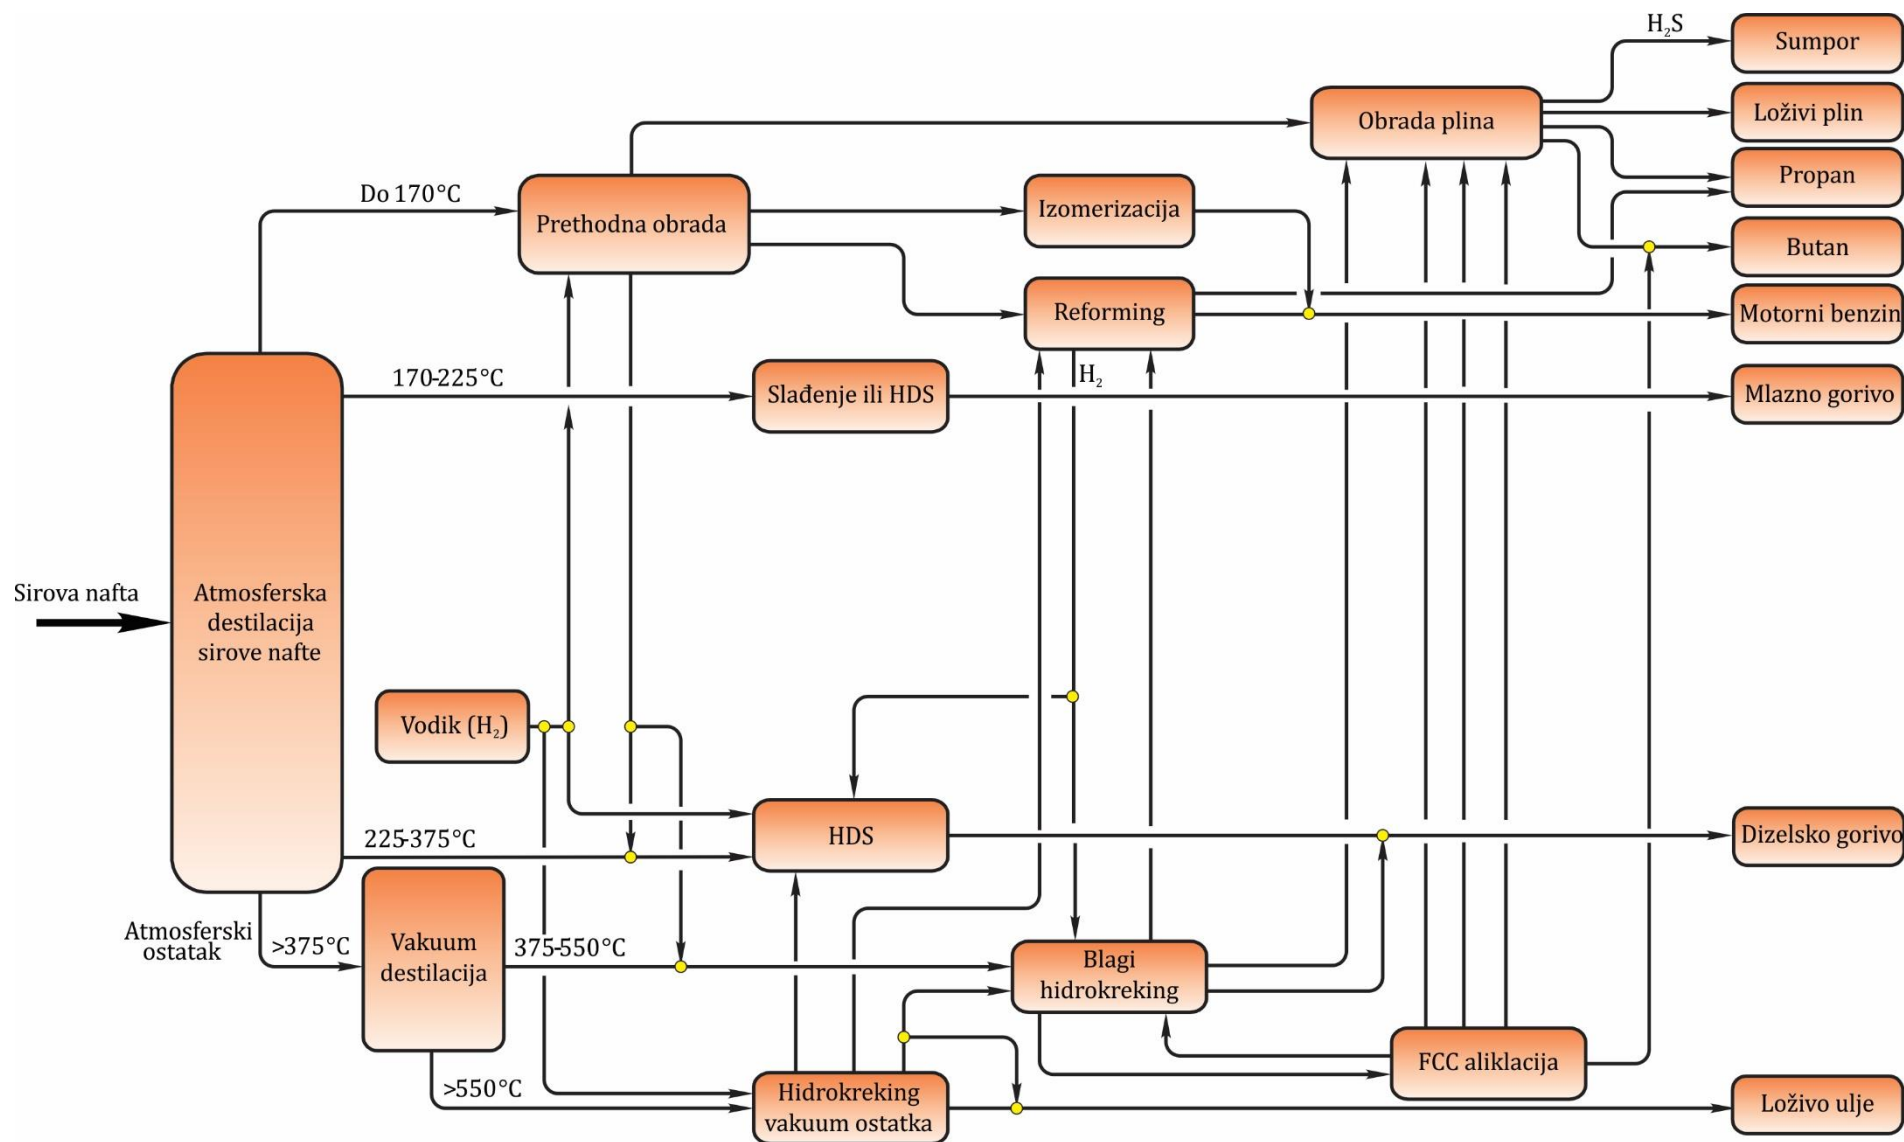 H₂S
Sumpor
Obrada plina
Loživi plin
Do 170°C
Prethodna obrada
Izomerizacija
Propan
Butan
Reforming
Motorni benzin
170-225°C
Slađenje ili HDS
H₂
Mlazno gorivo
Sirova nafta
Atmosferska
destilacija
sirove nafte
Vodik (H₂)
225-375°C
HDS
Dizelsko gorivo
Atmosferski
ostatak
>375°C
Vakuum
destilacija
375-550°C
Blagi
hidrokreking
FCC aliklacija
>550°C
Hidrokreking
vakuum ostatka
Loživo ulje